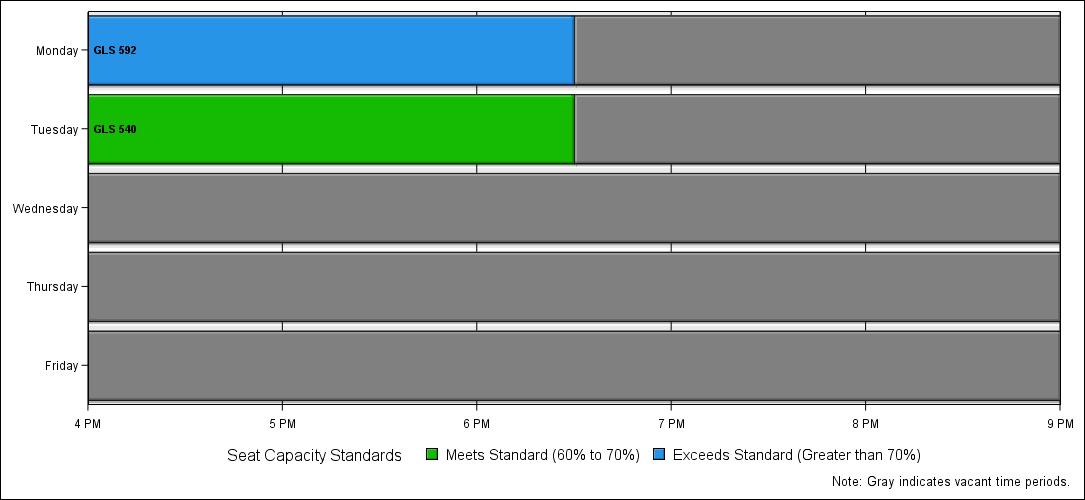 Monday
GLS 592
Tuesday
GLS 540
Wednesday
Thursday
Friday
4 PM 5 PM 6 PM 7 PM 8 PM 9 PM
Seat Capacity Standards Meets Standard (60% to 70%) Exceeds Standard (Greater than 70%)
Note: Gray indicates vacant time periods.